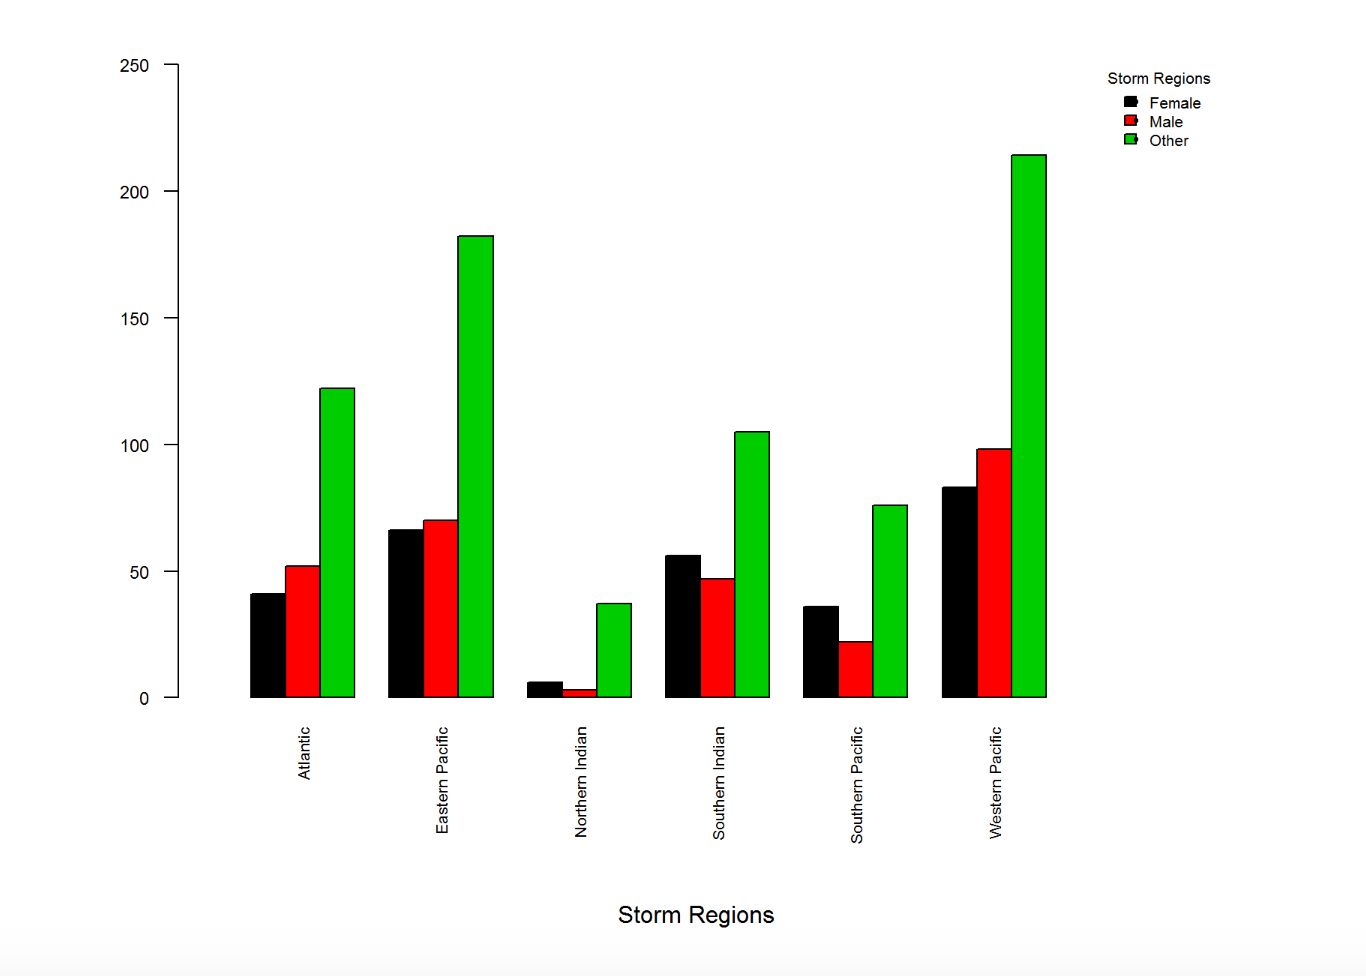 250
200
150
100
50
0
Storm Regions
Female
Male
Other
Atlantic
Eastern Pacific
Northern Indian
Southern Indian
Southern Pacific
Western Pacific
Storm Regions